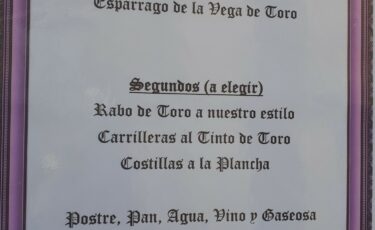 Espárrago de la Vega de Toro
Segundos (a elegir)
Rabo de Toro a nuestro estilo
Carrilleras al Tinto de Toro
Costillas a la Plancha
Postre, Pan, Agua, Vino y Gaseosa